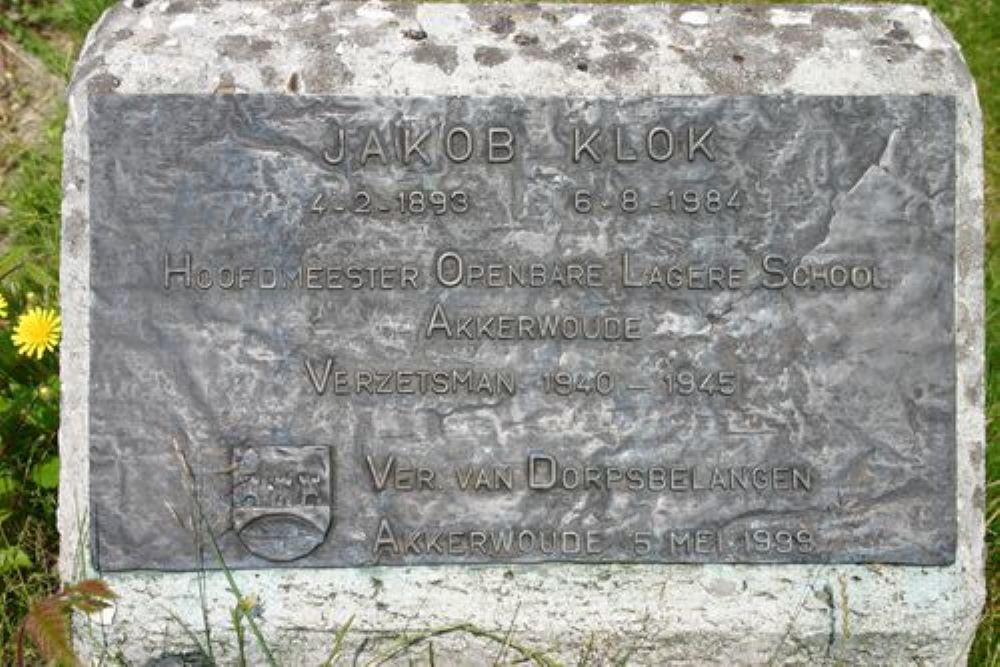 JAKOB KLOK
4-2-1893 6-8-1984
HOOFDMEESTER OPENBARE LAGERE SCHOOL
AKKERWOUDE
VERZETSMAN 1940 - 1945
VER. VAN DORPSBELANGEN
AKKERWOUDE 5 MEI 1998